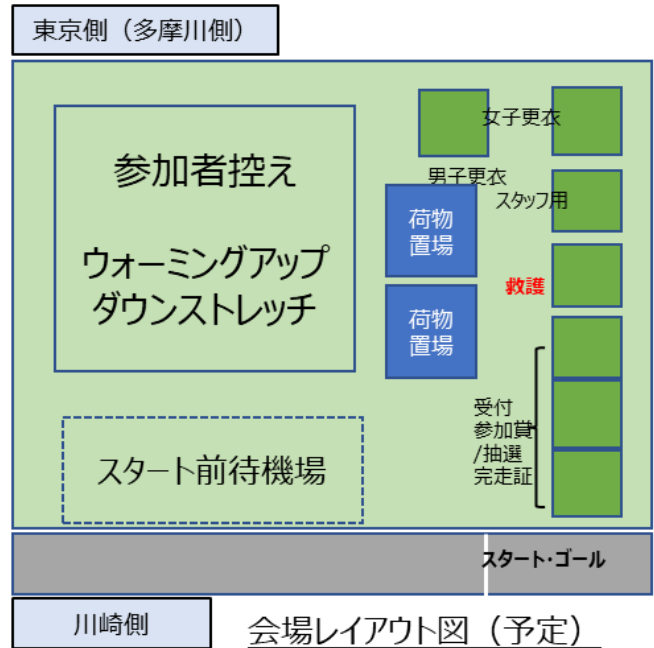 東京側（多摩川側）
参加者控え
ウォーミングアップ
ダウンストレッチ
女子更衣
男子更衣
スタッフ用
荷物
置場
救護
荷物
置場
受付
参加賞
/抽選
完走証
スタート前待機場
スタート・ゴール
川崎側
会場レイアウト図（予定）